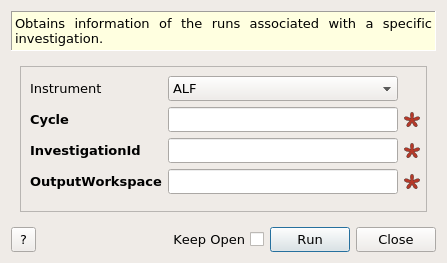 Obtains information of the runs associated with a specific
investigation.
Instrument ALF
Cycle
InvestigationId
OutputWorkspace
? Keep Open Run Close